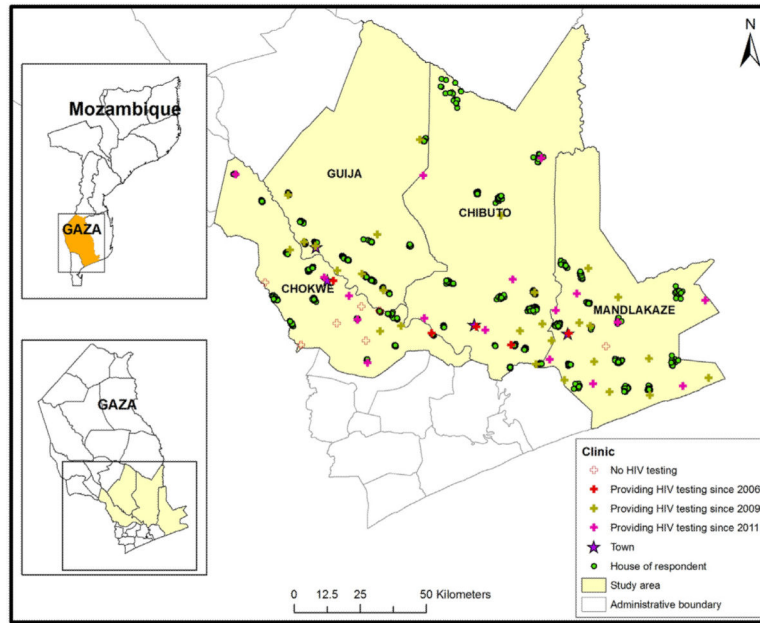 N
Mozambique
GAZA
GAZA
GUIJA
CHIBUTO
CHOKWE
MANDLAKAZE
Clinic
No HIV testing
Providing HIV testing since 2006
Providing HIV testing since 2009
Providing HIV testing since 2011
Town
House of respondent
Study area
Administrative boundary
0 12.5 25 50 Kilometers